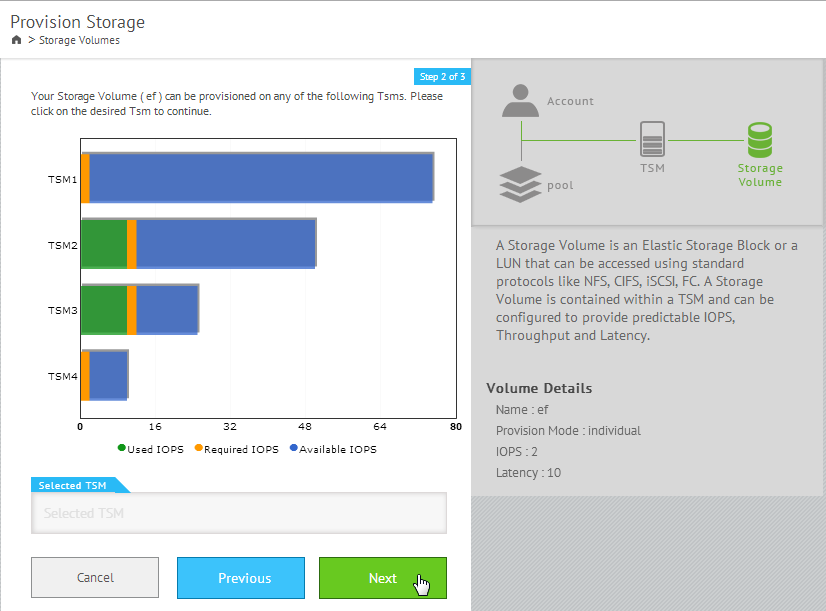 Provision Storage
> Storage Volumes
Step 2 of 3
Your Storage Volume ( ef ) can be provisioned on any of the following Tsms. Please
click on the desired Tsm to continue.
TSM1
TSM2
TSM3
TSM4
0 16 32 48 64 80
Used IOPS Required IOPS Available IOPS
Selected TSM
Selected TSM
Cancel Previous Next
Account
pool
TSM
Storage
Volume
A Storage Volume is an Elastic Storage Block or a
LUN that can be accessed using standard
protocols like NFS, CIFS, iSCSI, FC. A Storage
Volume is contained within a TSM and can be
configured to provide predictable IOPS,
Throughput and Latency.
Volume Details
Name : ef
Provision Mode : individual
IOPS : 2
Latency : 10